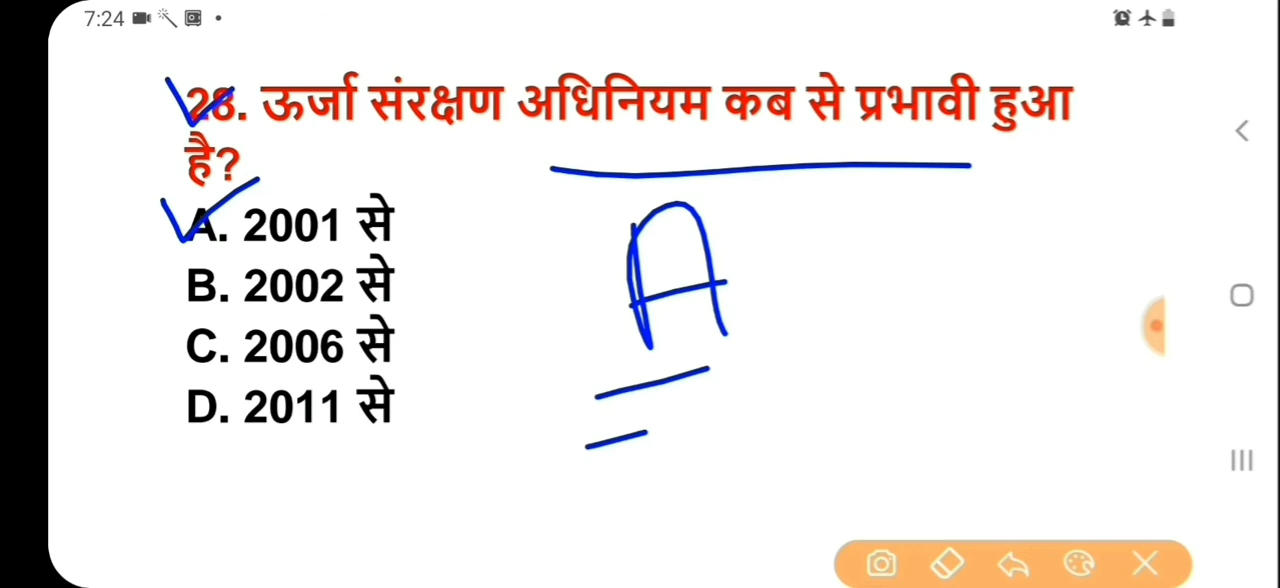 7:24
28. ऊर्जा संरक्षण अधिनियम कब से प्रभावी हुआ
है?
A. 2001 से
B. 2002 से
C. 2006 से
D. 2011 से
A